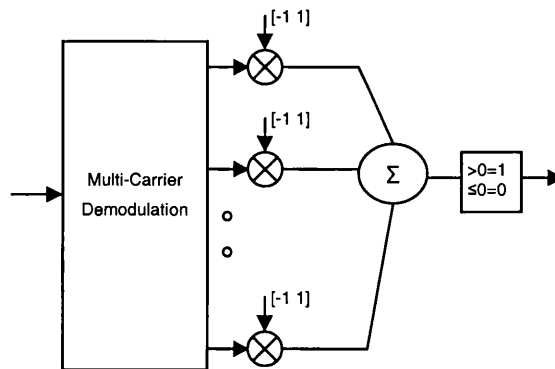 [-1 1]
[-1 1]
Multi-Carrier
Demodulation
Σ
>0=1
≤0=0
[-1 1]